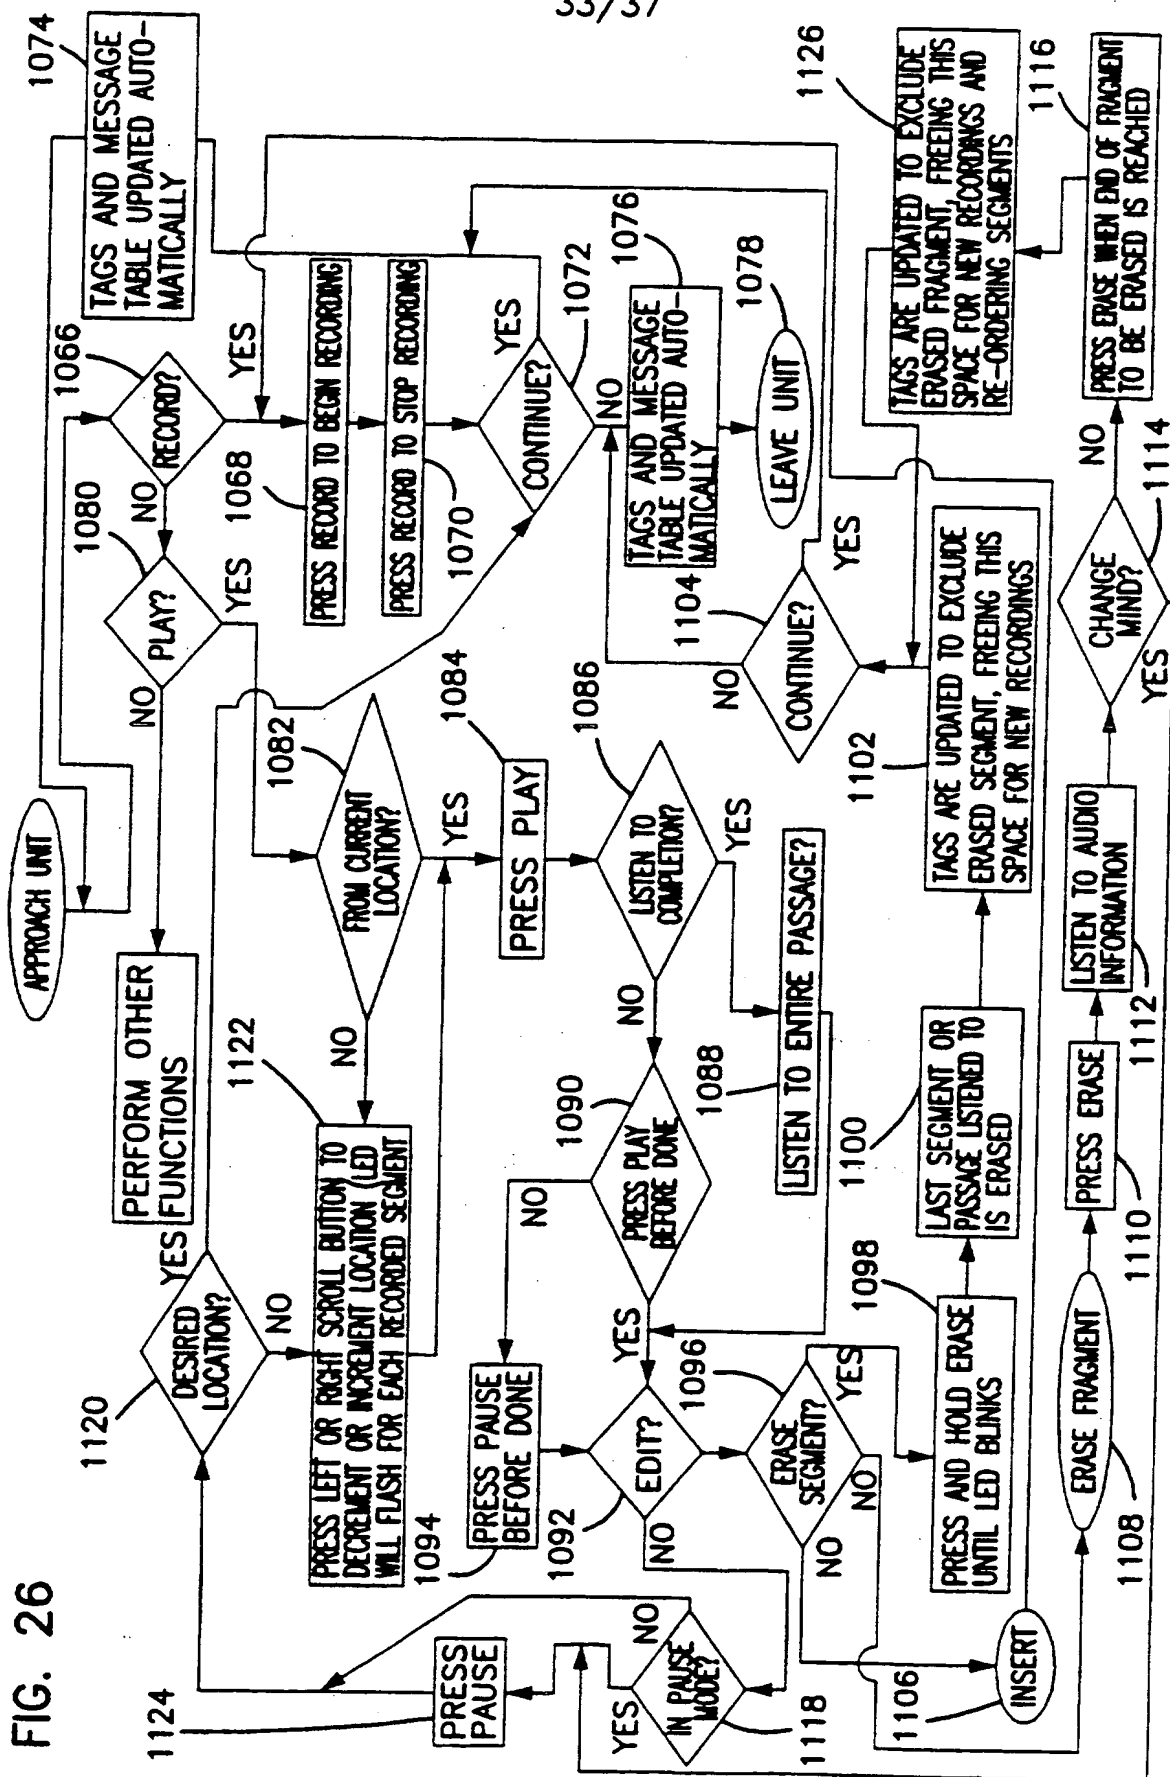 33/37
FIG. 26
APPROACH UNIT
1074
TAGS AND MESSAGE
TABLE UPDATED AUTO-
MATICALLY
1066
RECORD?
YES
NO
1080
PLAY?
YES
NO
PERFORM OTHER
FUNCTIONS
1068
PRESS RECORD TO BEGIN RECORDING
PRESS RECORD TO STOP RECORDING
1070
CONTINUE?
1072
YES
NO
1076
TAGS AND MESSAGE
TABLE UPDATED AUTO-
MATICALLY
1078
LEAVE UNIT
1120
DESIRED
LOCATION?
YES
NO
1122
PRESS LEFT OR RIGHT SCROLL BUTTON TO
DECREMENT OR INCREMENT LOCATION (LED
WILL FLASH FOR EACH RECORDED SEGMENT
1082
FROM CURRENT
LOCATION?
NO
YES
1084
PRESS PLAY
1086
LISTEN TO
COMPLETION?
NO
YES
1088
LISTEN TO ENTIRE PASSAGE?
1090
PRESS PLAY
BEFORE DONE
NO
YES
1094
PRESS PAUSE
BEFORE DONE
1092
EDIT?
NO
1124
PRESS
PAUSE
IN PAUSE
MODE?
NO
YES
1118
1096
ERASE
SEGMENT?
YES
NO
NO
1098
PRESS AND HOLD ERASE
UNTIL LED BLINKS
1100
LAST SEGMENT OR
PASSAGE LISTENED TO
IS ERASED
1102
TAGS ARE UPDATED TO EXCLUDE
ERASED SEGMENT, FREEING THIS
SPACE FOR NEW RECORDINGS
1104
CONTINUE?
NO
YES
1106
INSERT
ERASE FRAGMENT
1108
PRESS ERASE
1110
LISTEN TO AUDIO
INFORMATION
1112
CHANGE
MIND?
1114
YES
NO
PRESS ERASE WHEN END OF FRAGMENT
TO BE ERASED IS REACHED
1116
1126
TAGS ARE UPDATED TO EXCLUDE
ERASED FRAGMENT, FREEING THIS
SPACE FOR NEW RECORDINGS AND
RE-ORDERING SEGMENTS